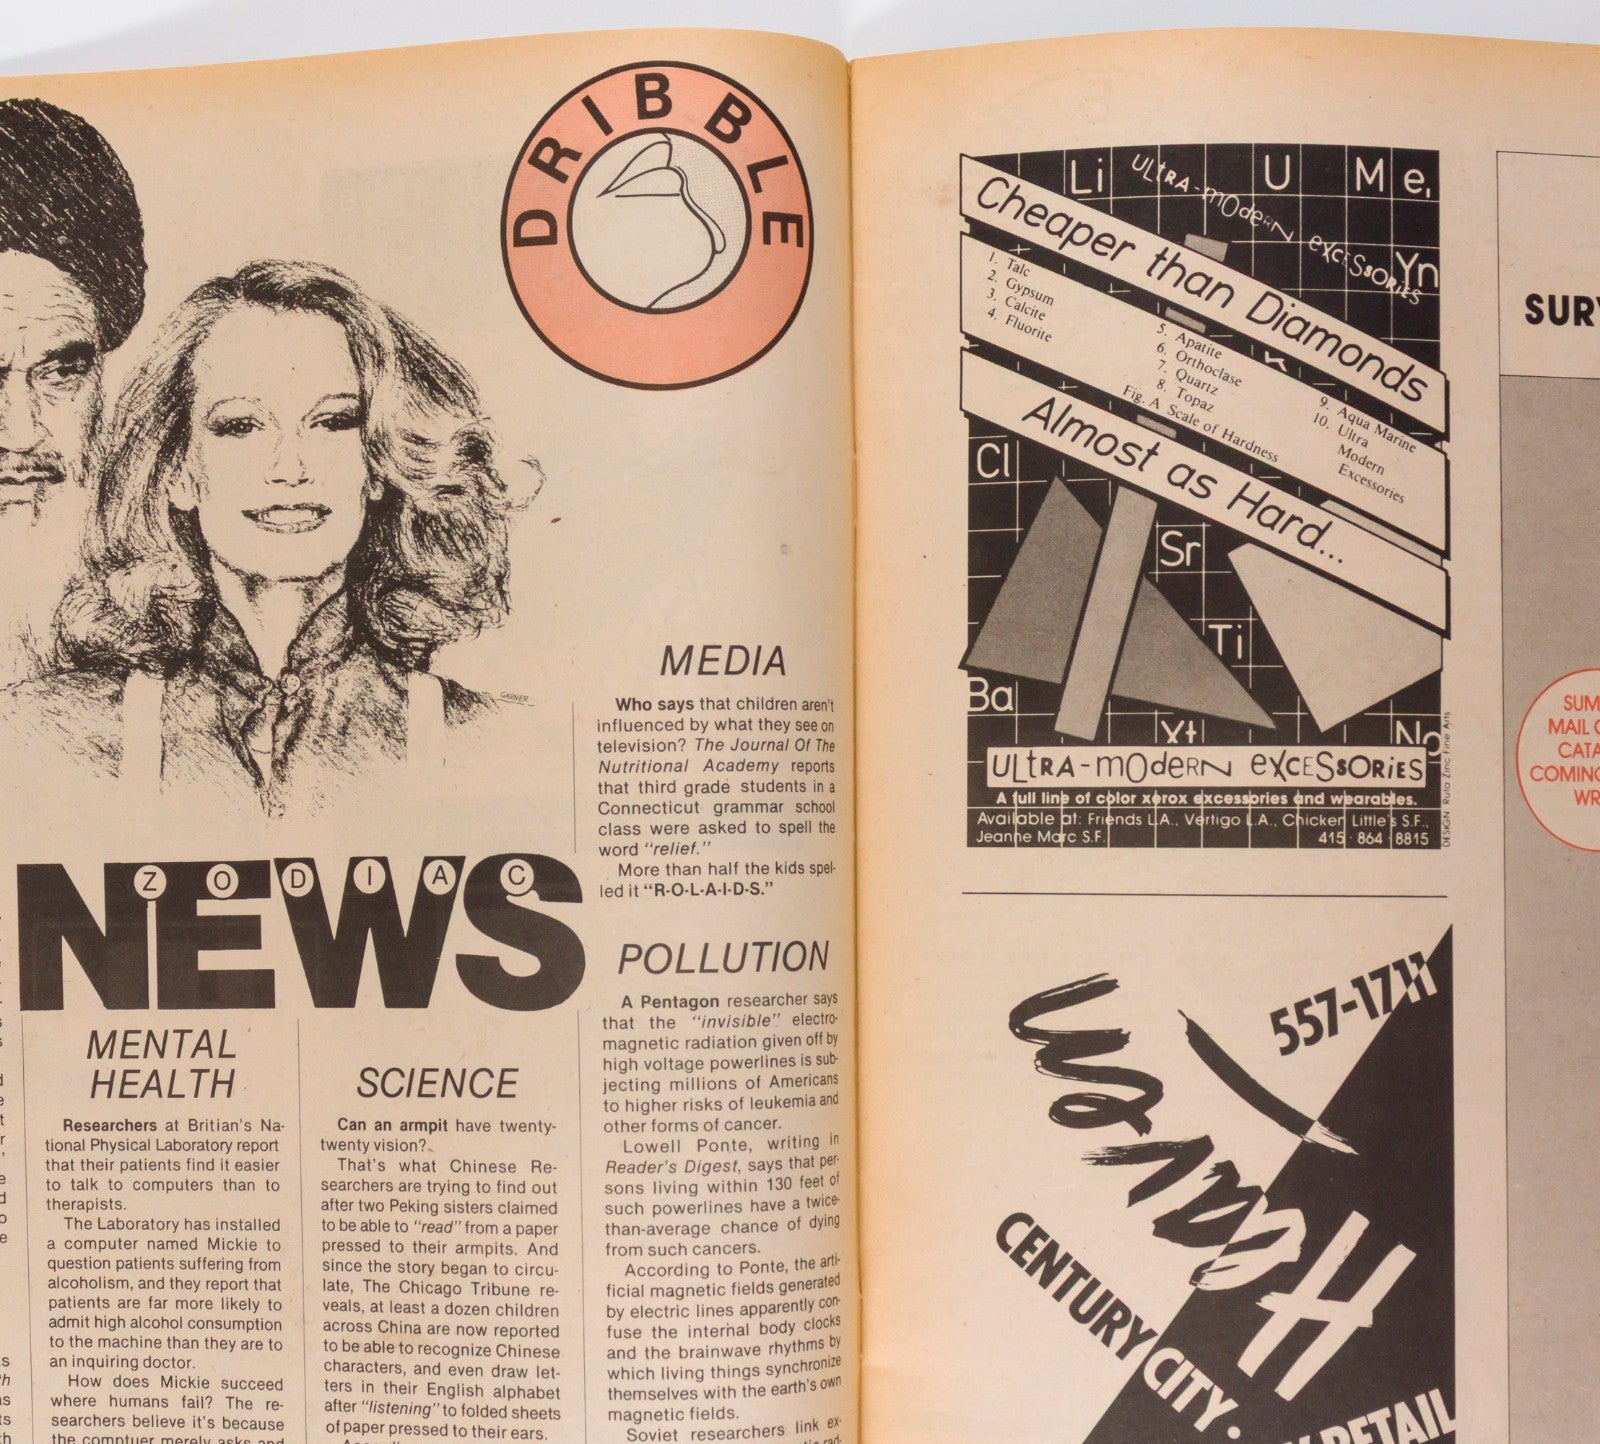 DRIBBLE
GARNER
ZODIAC
NEWS
MENTAL
HEALTH
Researchers at Britian's Na-
tional Physical Laboratory report
that their patients find it easier
to talk to computers than to
therapists.
The Laboratory has installed
a computer named Mickie to
question patients suffering from
alcoholism, and they report that
patients are far more likely to
admit high alcohol consumption
to the machine than they are to
an inquiring doctor.
How does Mickie succeed
where humans fail? The re-
searchers believe it's because
the comptuer merely asks and
SCIENCE
Can an armpit have twenty-
twenty vision?
That's what Chinese Re-
searchers are trying to find out
after two Peking sisters claimed
to be able to "read" from a paper
pressed to their armpits. And
since the story began to circu-
late, The Chicago Tribune re-
veals, at least a dozen children
across China are now reported
to be able to recognize Chinese
characters, and even draw let-
ters in their English alphabet
after "listening" to folded sheets
of paper pressed to their ears.
MEDIA
Who says that children aren't
influenced by what they see on
television? The Journal Of The
Nutritional Academy reports
that third grade students in a
Connecticut grammar school
class were asked to spell the
word "relief."
More than half the kids spel-
led it "R-O-L-A-I-D-S."
POLLUTION
A Pentagon researcher says
that the "invisible" electro-
magnetic radiation given off by
high voltage powerlines is sub-
jecting millions of Americans
to higher risks of leukemia and
other forms of cancer.
Lowell Ponte, writing in
Reader's Digest, says that per-
sons living within 130 feet of
such powerlines have a twice-
than-average chance of dying
from such cancers.
According to Ponte, the arti-
ficial magnetic fields generated
by electric lines apparently con-
fuse the internal body clocks
and the brainwave rhythms by
which living things synchronize
themselves with the earth's own
magnetic fields.
Soviet researchers link ex-
Li U Me,
ULtRA-mOdeRN eXCESsORiES
Yn
Cheaper than Diamonds
1. Talc
2. Gypsum
3. Calcite
4. Fluorite
5. Apatite
6. Orthoclase
7. Quartz
8. Topaz
9. Aqua Marine
10. Ultra
Modern
Excessories
Fig. A Scale of Hardness
Almost as Hard...
Cl
Sr
Ti
Ba
Xt
No
ULtRA-mOdeRN eXCESsORiES
A full line of color xerox excessories and wearables.
Available at: Friends L.A., Vertigo L.A., Chicken Little's S.F.,
Jeanne Marc S.F. 415·864·8815
DESIGN Ruta Zinc Fine Arts
557-1711
CENTURY CITY.
RETAIL
SUR
SUM
MAIL
CATA
COMING
WR